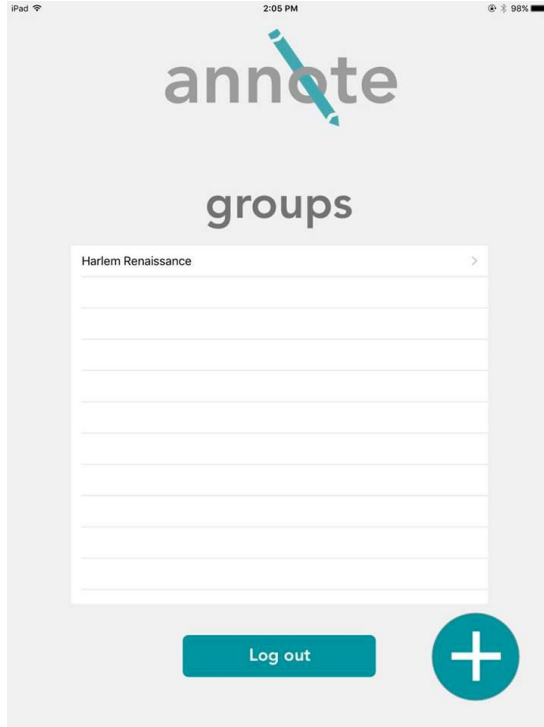 iPad 2:05 PM 98%
annote
groups
Harlem Renaissance
Log out